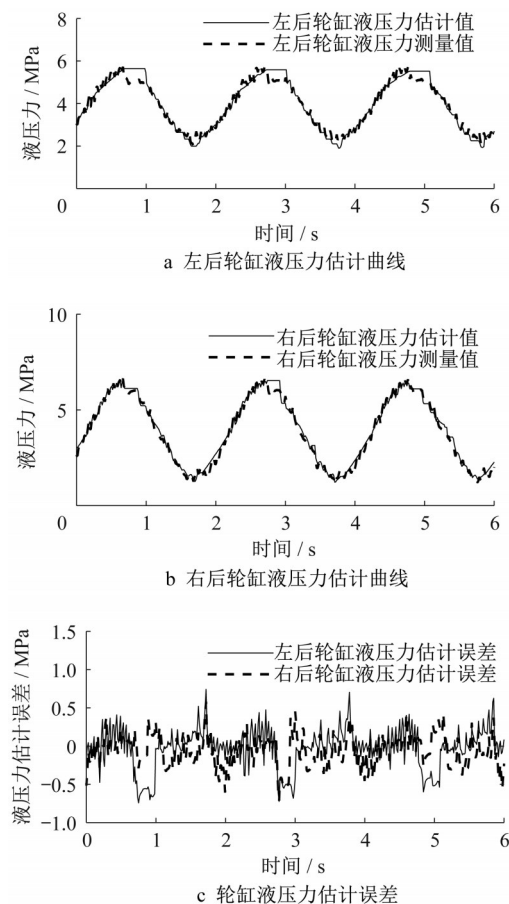 8
左后轮缸液压力估计值
左后轮缸液压力测量值
6
4
2
液压力 / MPa
0 1 2 3 4 5 6
时间 / s
a 左后轮缸液压力估计曲线
10
右后轮缸液压力估计值
右后轮缸液压力测量值
5
液压力 / MPa
0 1 2 3 4 5 6
时间 / s
b 右后轮缸液压力估计曲线
1.5
左后轮缸液压力估计误差
右后轮缸液压力估计误差
1.0
0.5
0
−0.5
−1.0
液压力估计误差 / MPa
0 1 2 3 4 5 6
时间 / s
c 轮缸液压力估计误差